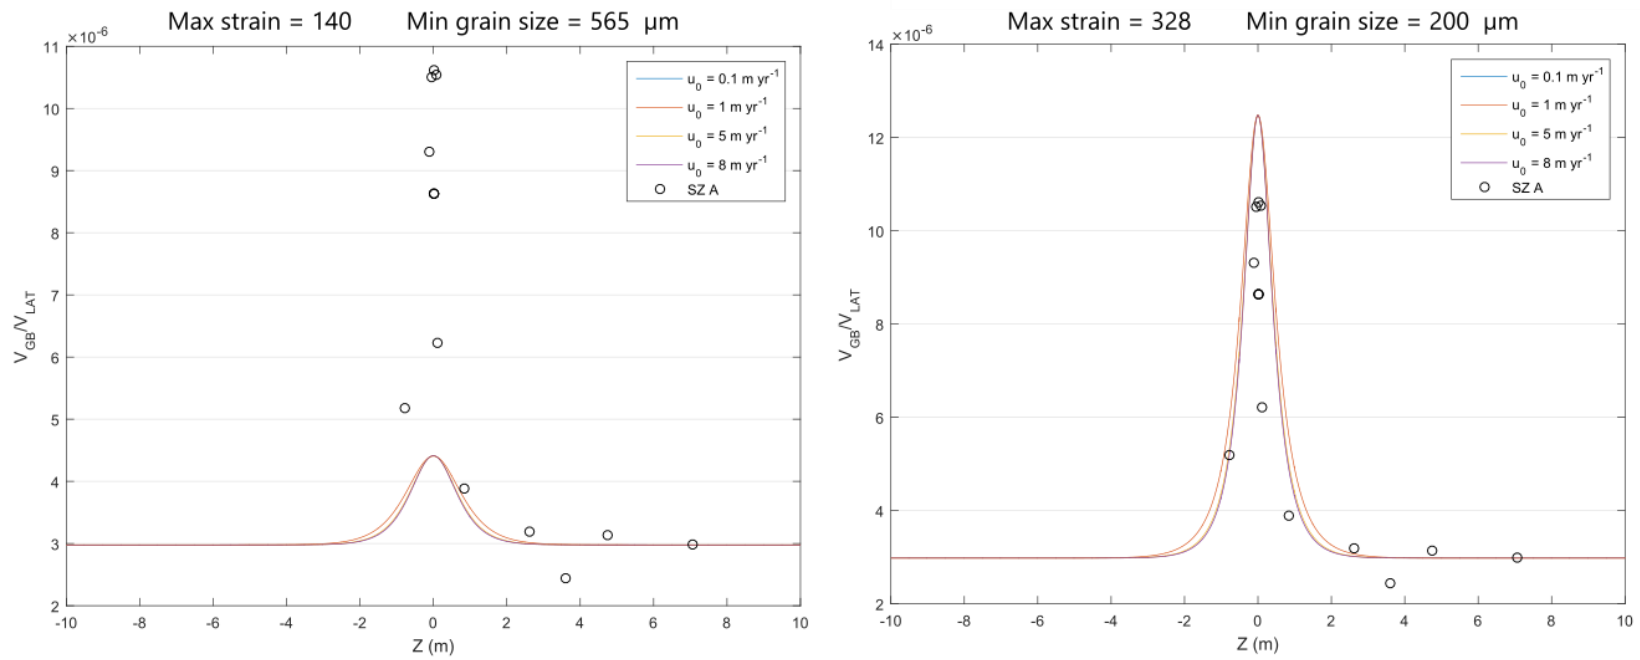 Max strain = 140 Min grain size = 565 μm
×10⁻⁶
11
10
9
8
7
6
5
4
3
2
V_GB/V_LAT
-10 -8 -6 -4 -2 0 2 4 6 8 10
Z (m)
u₀ = 0.1 m yr⁻¹
u₀ = 1 m yr⁻¹
u₀ = 5 m yr⁻¹
u₀ = 8 m yr⁻¹
SZ A
Max strain = 328 Min grain size = 200 μm
×10⁻⁶
14
12
10
8
6
4
2
V_GB/V_LAT
-10 -8 -6 -4 -2 0 2 4 6 8 10
Z (m)
u₀ = 0.1 m yr⁻¹
u₀ = 1 m yr⁻¹
u₀ = 5 m yr⁻¹
u₀ = 8 m yr⁻¹
SZ A